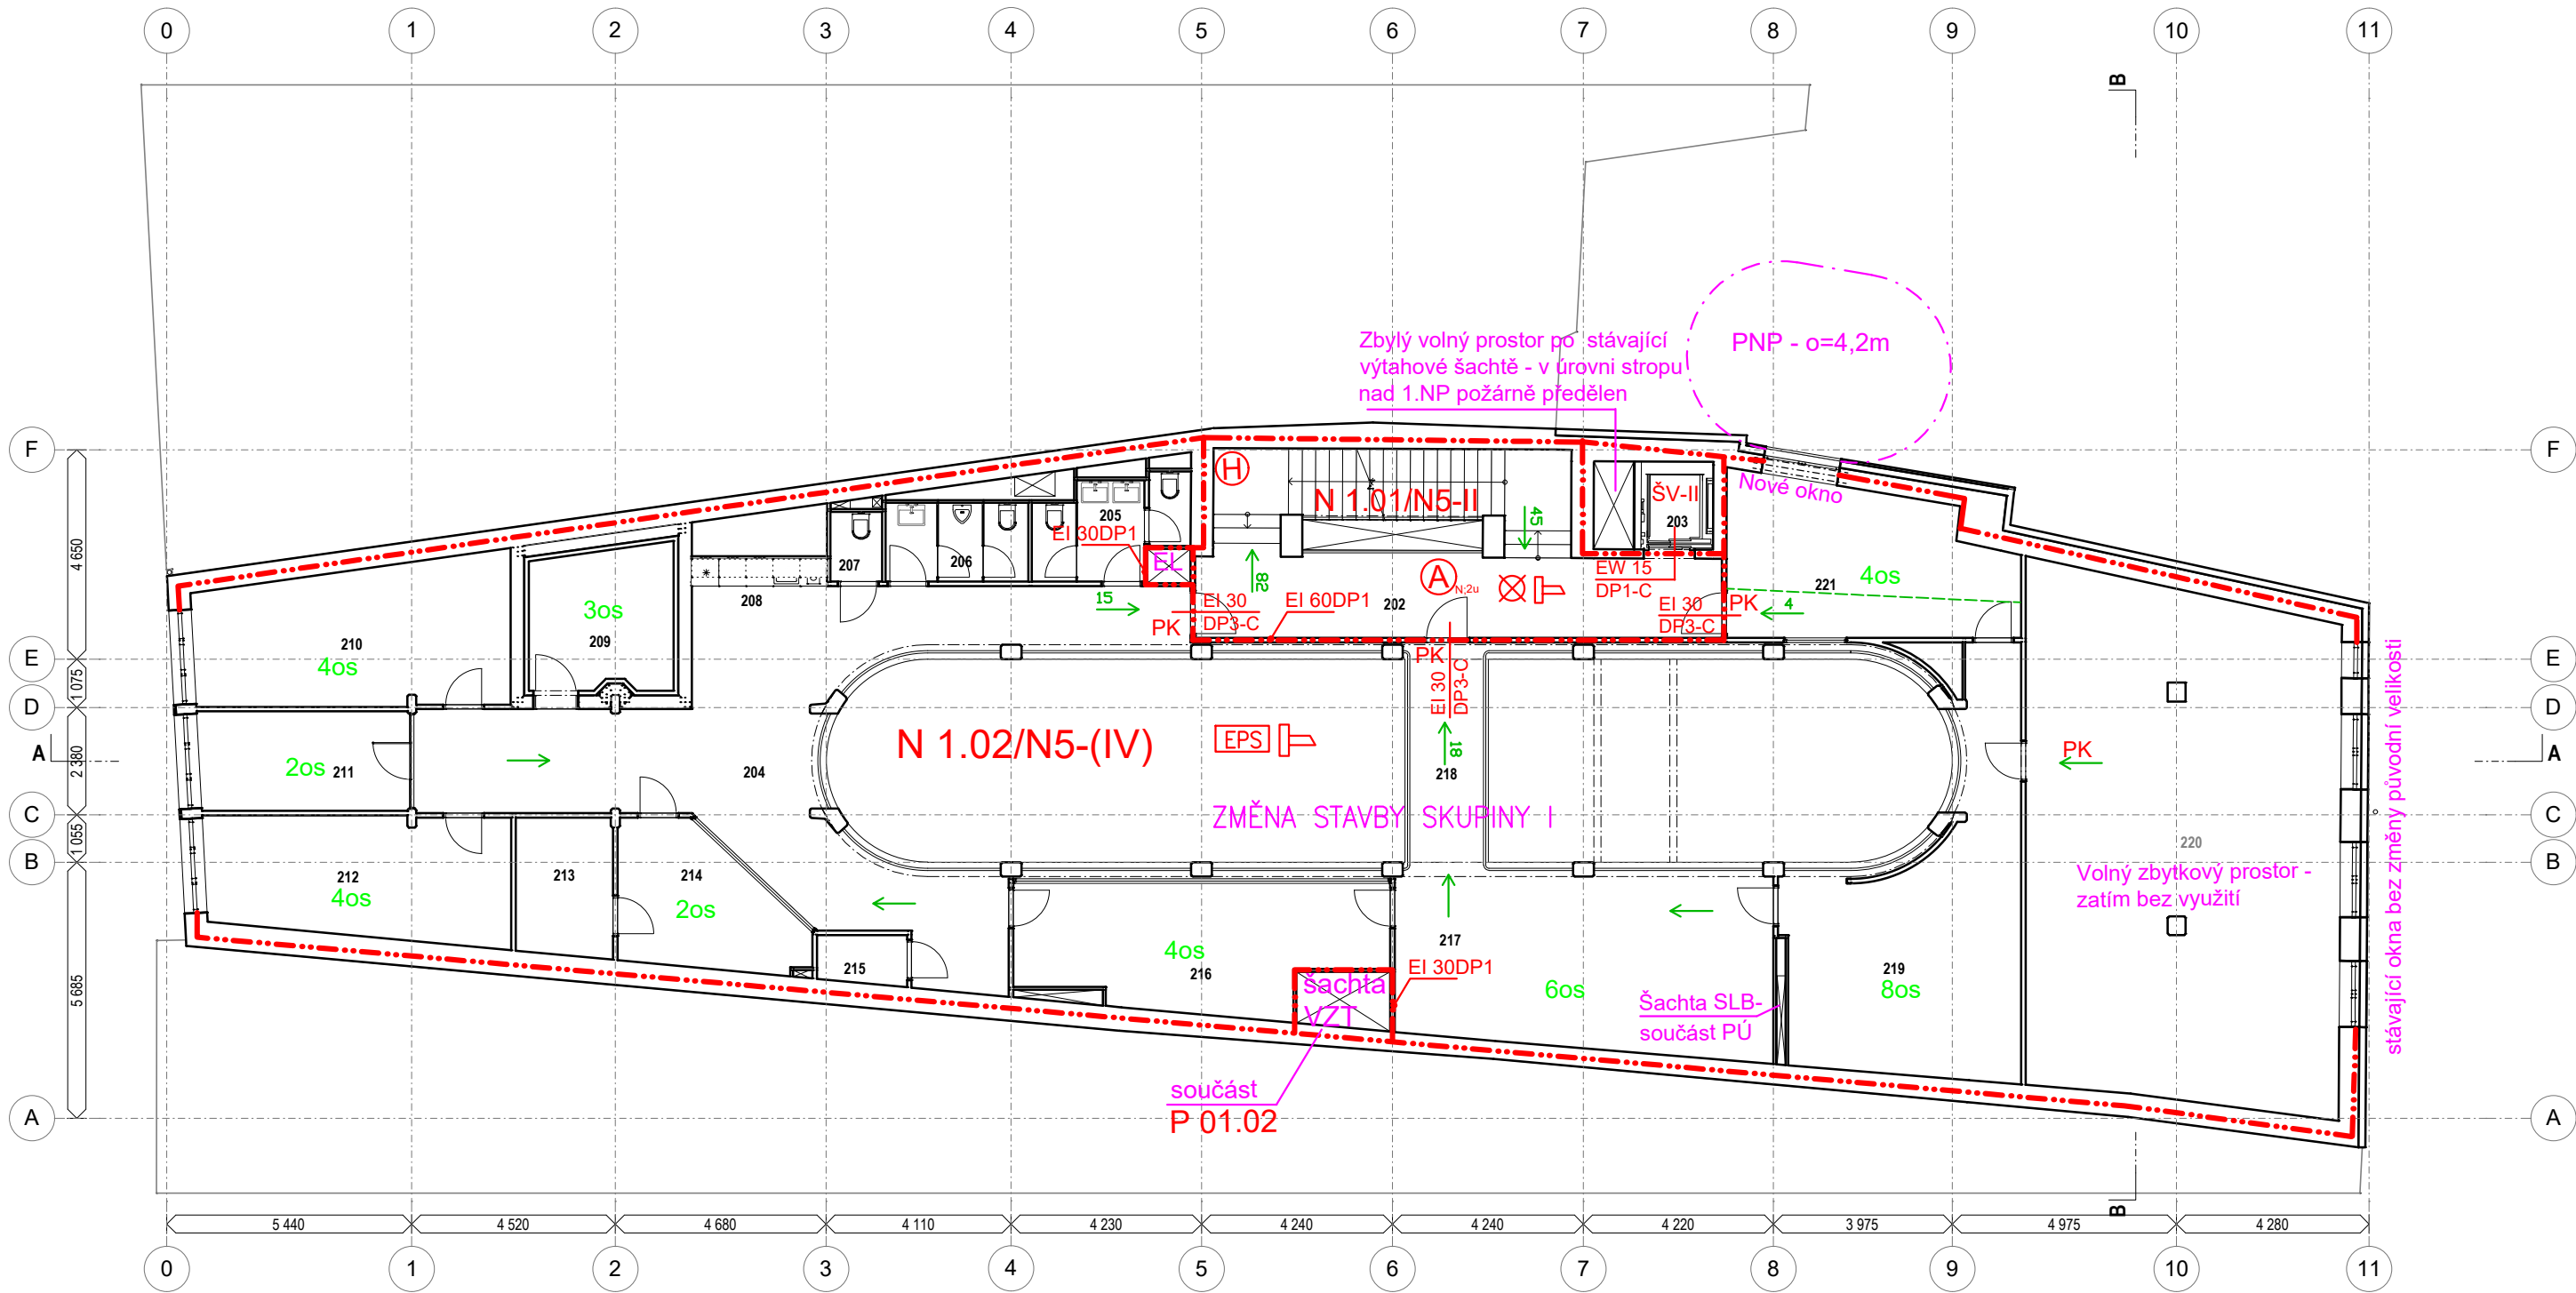 0 1 2 3 4 5 6 7 8 9 10 11
B
Zbylý volný prostor po stávající
výtahové šachtě - v úrovni stropu
nad 1.NP požárně předělen
PNP - o=4,2m
F
F
4 650
H
N 1.01/N5-II
45
ŠV-II
203
Nové okno
205
EI 30DP1
EL
82
A
N;2u
EW 15
DP1-C
207
206
208
15
EI 30
DP3-C
EI 60DP1
202
EI 30
DP3-C
PK
PK
4
221
4os
3os
209
210
4os
E
E
1 075
D
D
PK
EI 30
DP3-C
stávající okna bez změny původní velikosti
A
A
2 380
2os
211
204
N 1.02/N5-(IV)
EPS
18
218
PK
C
C
1 055
ZMĚNA STAVBY SKUPINY I
220
Volný zbytkový prostor -
zatím bez využití
B
B
212
4os
213
214
2os
215
4os
216
šachta
VZT
EI 30DP1
217
6os
Šachta SLB-
součást PÚ
219
8os
5 685
součást
P 01.02
A
A
B
5 440 4 520 4 680 4 110 4 230 4 240 4 240 4 220 3 975 4 975 4 280
0 1 2 3 4 5 6 7 8 9 10 11